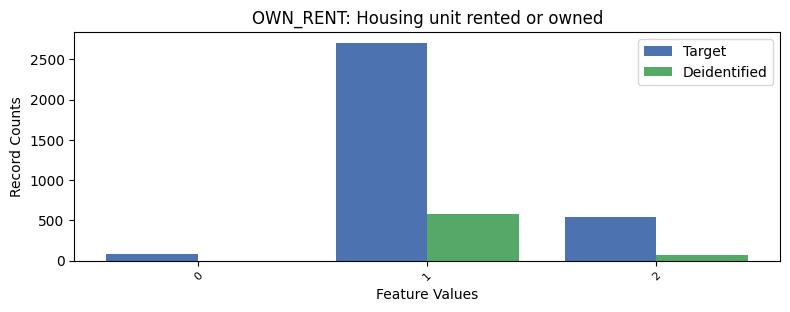 OWN_RENT: Housing unit rented or owned
Target
Deidentified
Record Counts
2500
2000
1500
1000
500
0
0
1
2
Feature Values